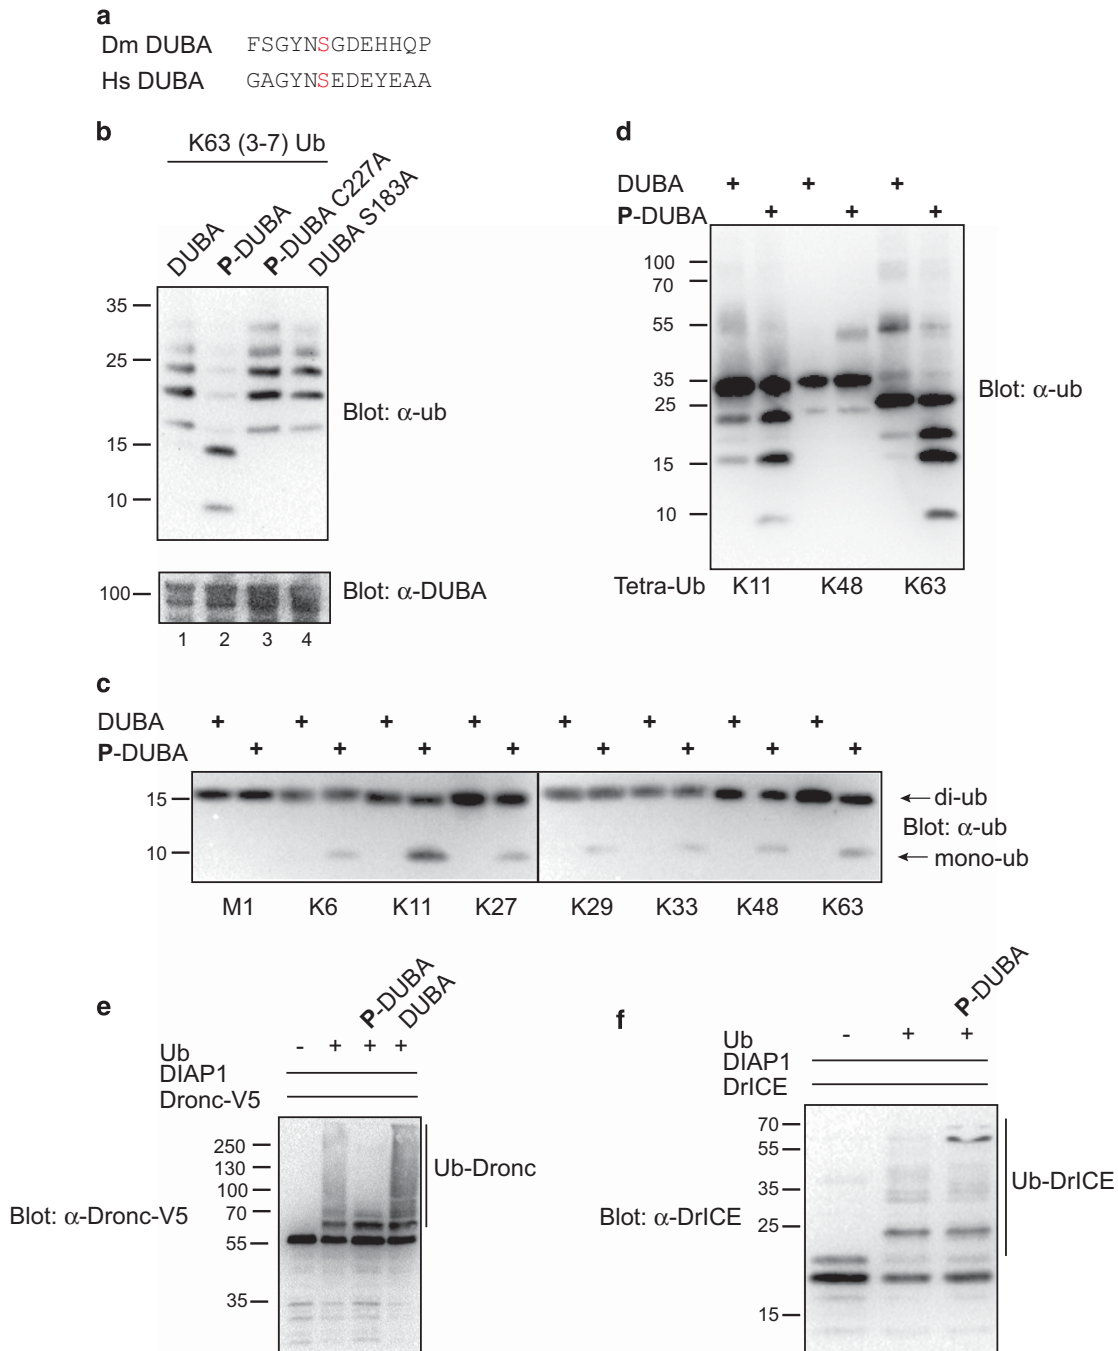 a
Dm DUBA FSGYNSGDEHHQP
Hs DUBA GAGYNSEDEYEAA
b
K63 (3-7) Ub
DUBA
P-DUBA
P-DUBA C227A
DUBA S183A
35
25
15
10
Blot: α-ub
100
Blot: α-DUBA
1 2 3 4
d
DUBA + + +
P-DUBA + + +
100
70
55
35
25
15
10
Blot: α-ub
Tetra-Ub K11 K48 K63
c
DUBA + + + + + + + +
P-DUBA + + + + + + + +
15
10
di-ub
Blot: α-ub
mono-ub
M1 K6 K11 K27 K29 K33 K48 K63
e
P-DUBA
DUBA
Ub - + + +
DIAP1
Dronc-V5
250
130
100
70
55
35
Ub-Dronc
Blot: α-Dronc-V5
f
P-DUBA
Ub - + +
DIAP1
DrICE
70
55
35
25
15
Ub-DrICE
Blot: α-DrICE